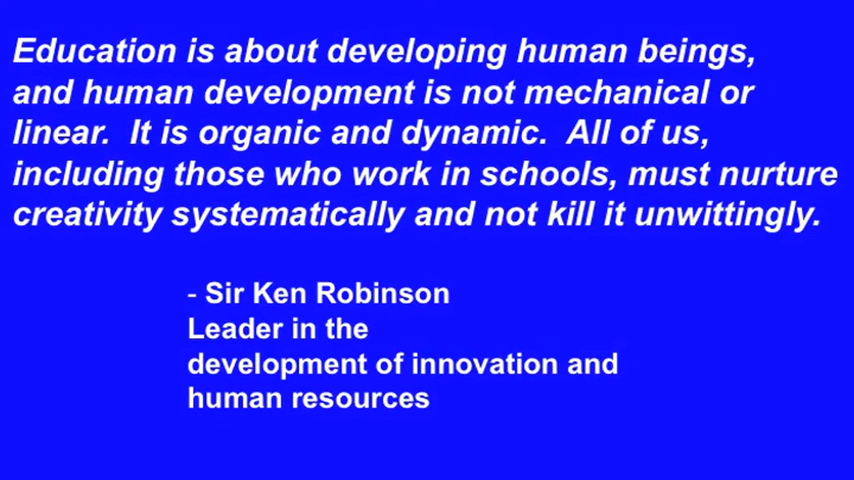 Education is about developing human beings,
and human development is not mechanical or
linear.  It is organic and dynamic.  All of us,
including those who work in schools, must nurture
creativity systematically and not kill it unwittingly.
- Sir Ken Robinson
Leader in the
development of innovation and
human resources